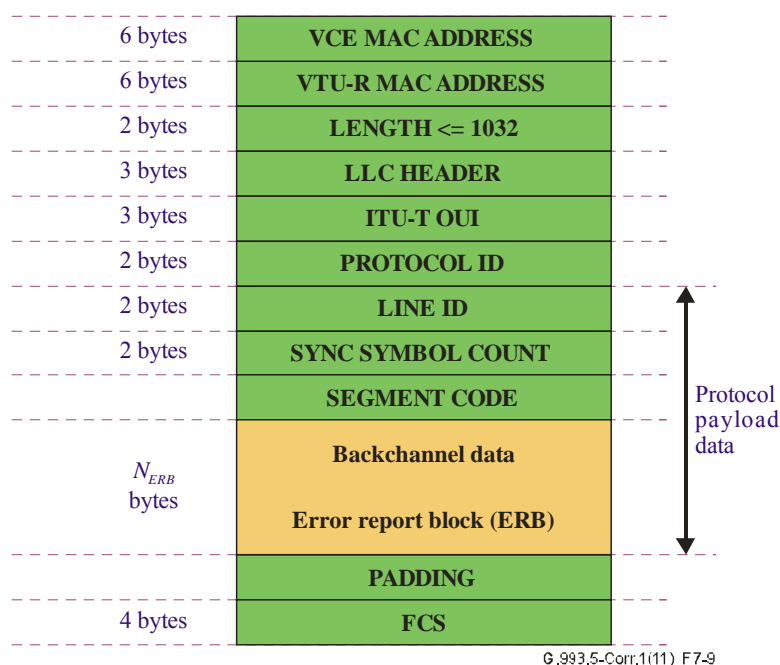 6 bytes VCE MAC ADDRESS
6 bytes VTU-R MAC ADDRESS
2 bytes LENGTH <= 1032
3 bytes LLC HEADER
3 bytes ITU-T OUI
2 bytes PROTOCOL ID
2 bytes LINE ID
2 bytes SYNC SYMBOL COUNT
SEGMENT CODE
Protocol
payload
data
Backchannel data
N_ERB
bytes
Error report block (ERB)
PADDING
4 bytes FCS
G.993.5-Corr.1(11)_F7-9